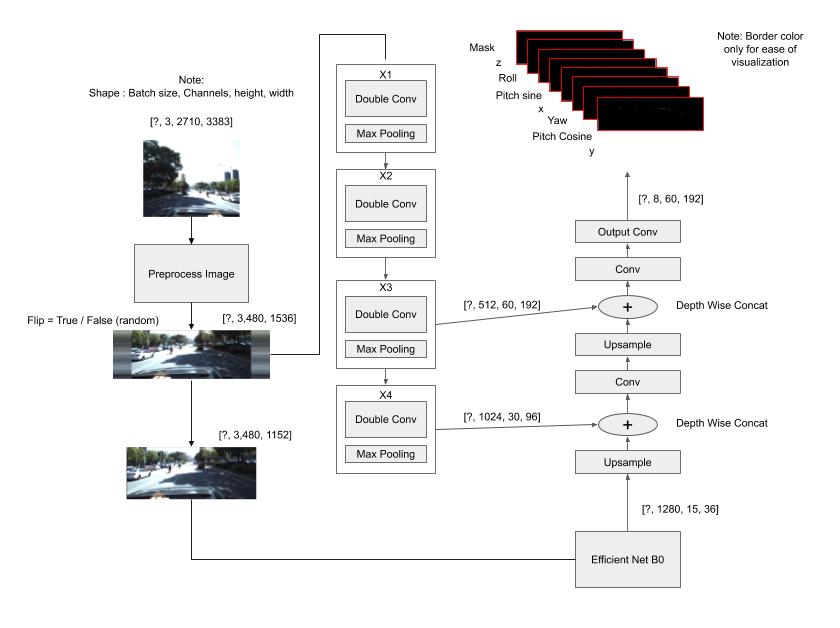 Note:
Shape : Batch size, Channels, height, width
[?, 3, 2710, 3383]
Preprocess Image
Flip = True / False (random)
[?, 3,480, 1536]
[?, 3,480, 1152]
X1
Double Conv
Max Pooling
X2
Double Conv
Max Pooling
X3
Double Conv
Max Pooling
X4
Double Conv
Max Pooling
[?, 512, 60, 192]
[?, 1024, 30, 96]
Mask
z
Roll
Pitch sine
x
Yaw
Pitch Cosine
y
Note: Border color
only for ease of
visualization
[?, 8, 60, 192]
Output Conv
Conv
+
Depth Wise Concat
Upsample
Conv
+
Depth Wise Concat
Upsample
[?, 1280, 15, 36]
Efficient Net B0